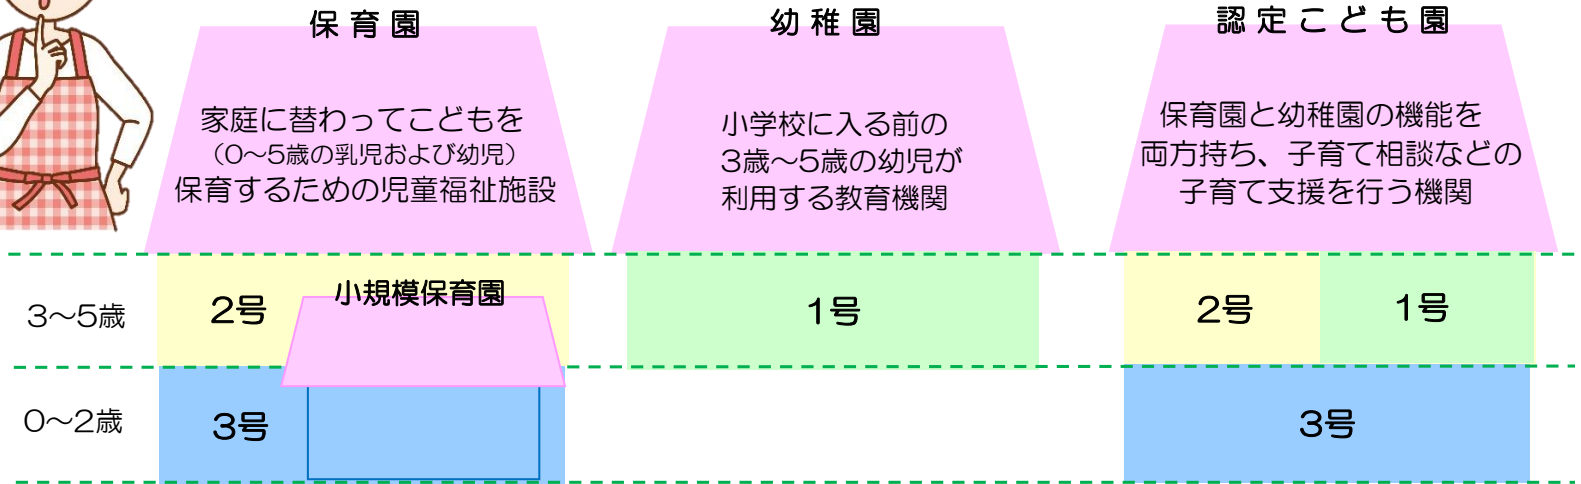 保育園
家庭に替わってこどもを
（0～5歳の乳児および幼児）
保育するための児童福祉施設
幼稚園
小学校に入る前の
3歳～5歳の幼児が
利用する教育機関
認定こども園
保育園と幼稚園の機能を
両方持ち、子育て相談などの
子育て支援を行う機関
3～5歳
2号
小規模保育園
1号
2号
1号
0～2歳
3号
3号